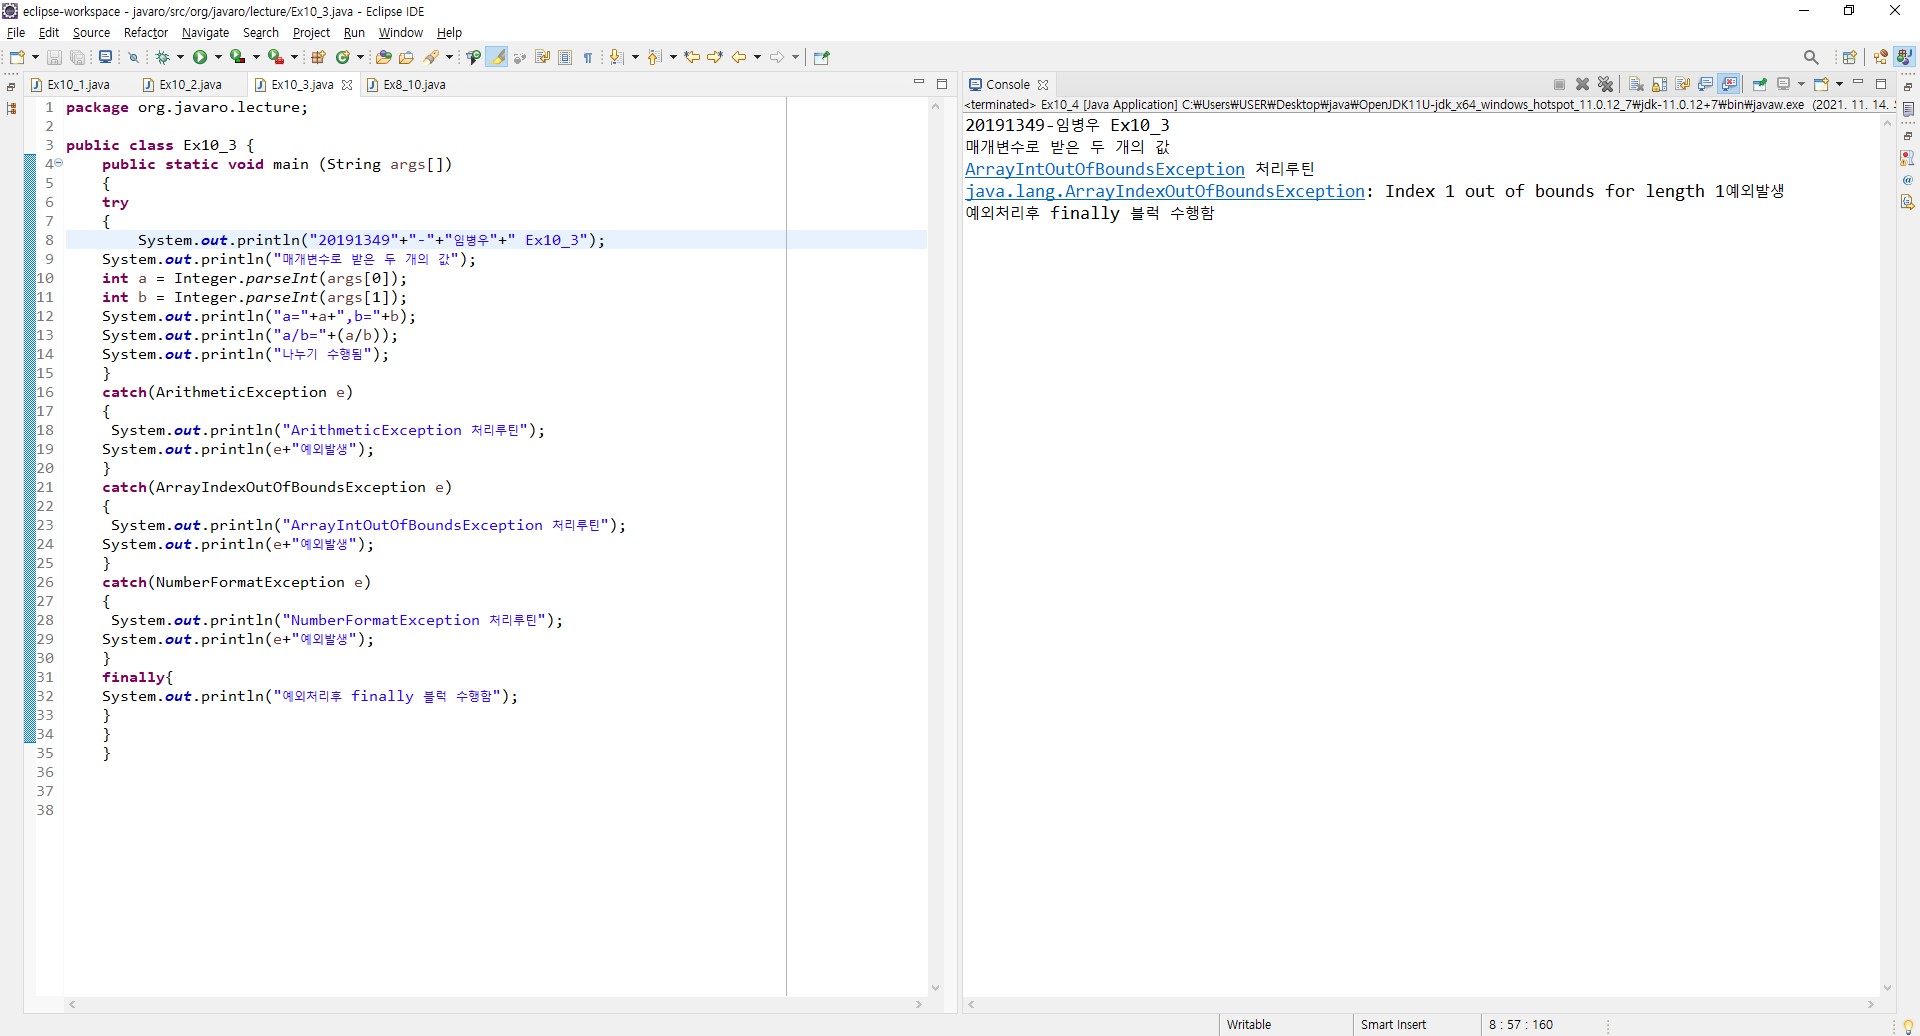 eclipse-workspace - javaro/src/org/javaro/lecture/Ex10_3.java - Eclipse IDE
File Edit Source Refactor Navigate Search Project Run Window Help
Ex10_1.java Ex10_2.java Ex10_3.java Ex8_10.java
1 package org.javaro.lecture;
2
3 public class Ex10_3 {
4 public static void main (String args[])
5 {
6 try
7 {
8 System.out.println("20191349"+"-"+"임병우"+" Ex10_3");
9 System.out.println("매개변수로 받은 두 개의 값");
10 int a = Integer.parseInt(args[0]);
11 int b = Integer.parseInt(args[1]);
12 System.out.println("a="+a+",b="+b);
13 System.out.println("a/b="+(a/b));
14 System.out.println("나누기 수행됨");
15 }
16 catch(ArithmeticException e)
17 {
18 System.out.println("ArithmeticException 처리루틴");
19 System.out.println(e+"예외발생");
20 }
21 catch(ArrayIndexOutOfBoundsException e)
22 {
23 System.out.println("ArrayIntOutOfBoundsException 처리루틴");
24 System.out.println(e+"예외발생");
25 }
26 catch(NumberFormatException e)
27 {
28 System.out.println("NumberFormatException 처리루틴");
29 System.out.println(e+"예외발생");
30 }
31 finally{
32 System.out.println("예외처리후 finally 블럭 수행함");
33 }
34 }
35 }
36
37
38
Console
<terminated> Ex10_4 [Java Application] C:₩Users₩USER₩Desktop₩java₩OpenJDK11U-jdk_x64_windows_hotspot_11.0.12_7₩jdk-11.0.12+7₩bin₩javaw.exe (2021. 11. 14.
20191349-임병우 Ex10_3
매개변수로 받은 두 개의 값
ArrayIntOutOfBoundsException 처리루틴
java.lang.ArrayIndexOutOfBoundsException: Index 1 out of bounds for length 1예외발생
예외처리후 finally 블럭 수행함
Writable Smart Insert 8 : 57 : 160